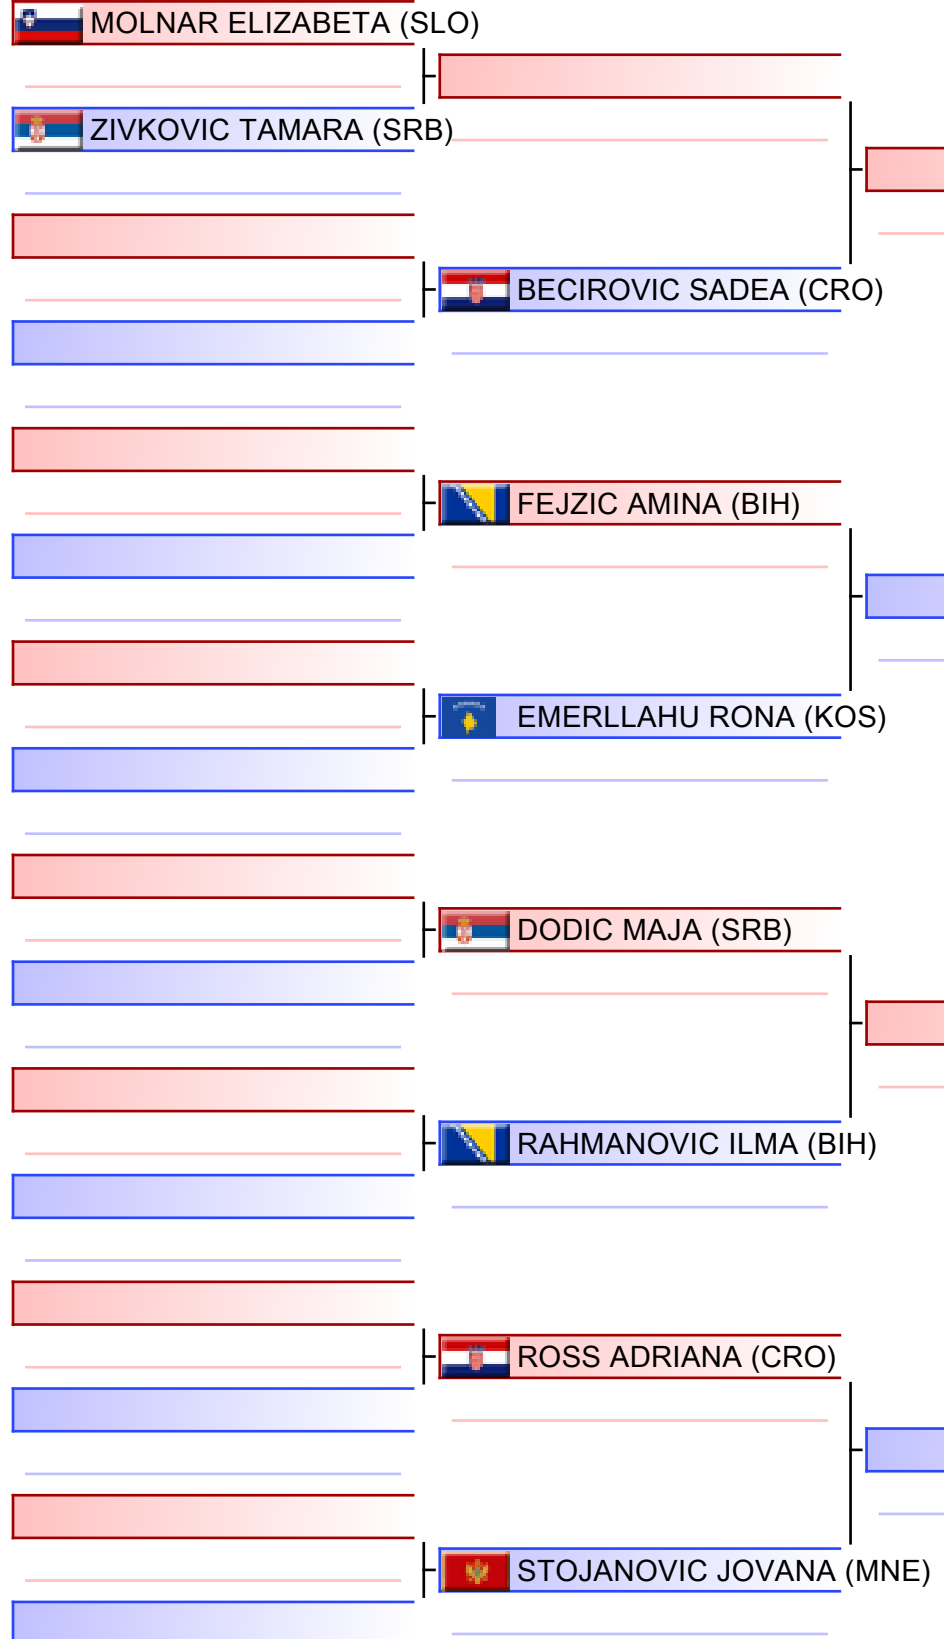 MOLNAR ELIZABETA (SLO)
ZIVKOVIC TAMARA (SRB)
BECIROVIC SADEA (CRO)
FEJZIC AMINA (BIH)
EMERLLAHU RONA (KOS)
DODIC MAJA (SRB)
RAHMANOVIC ILMA (BIH)
ROSS ADRIANA (CRO)
STOJANOVIC JOVANA (MNE)